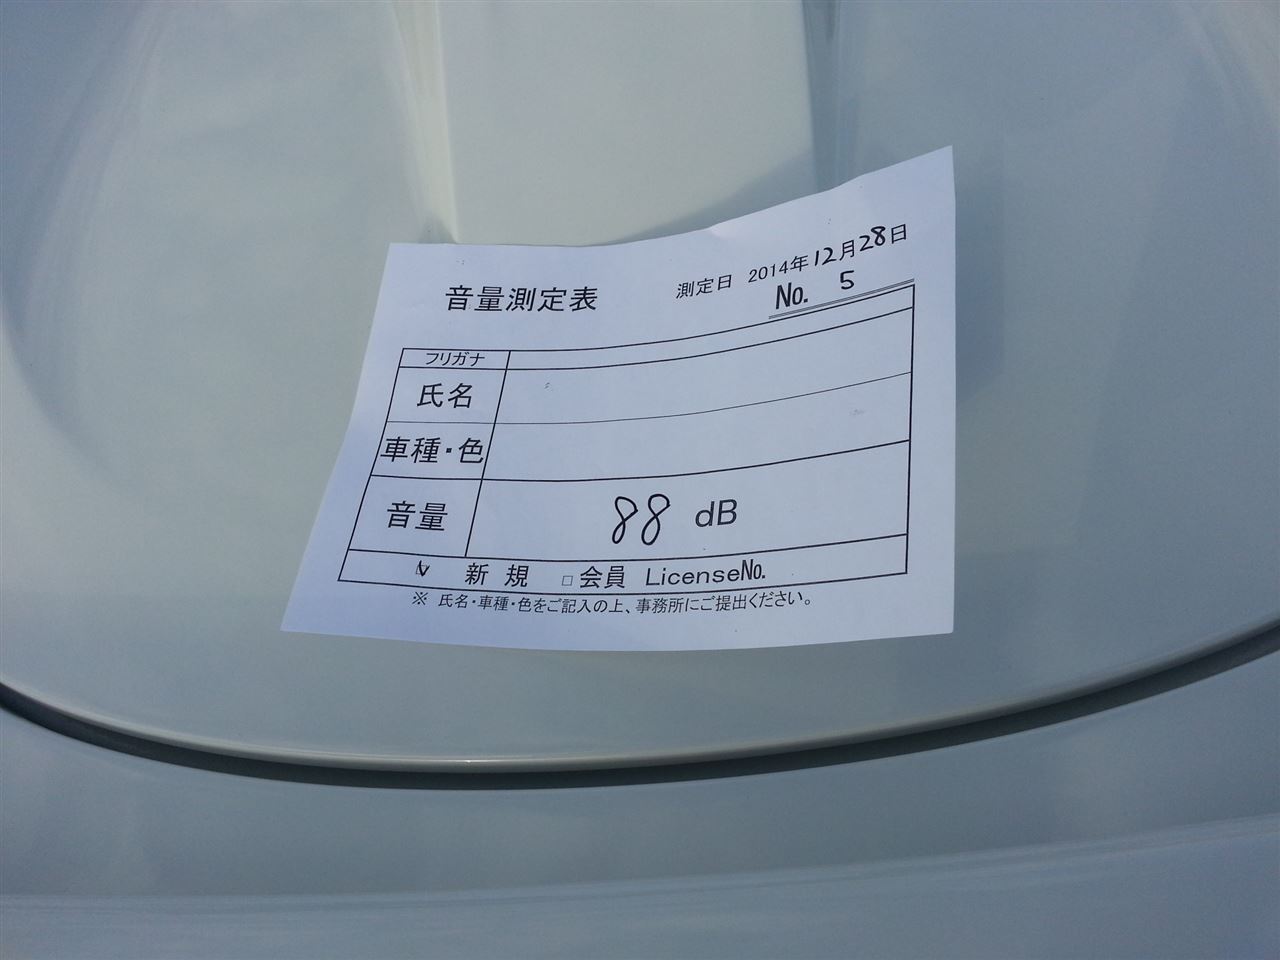 音量測定表
測定日 2014年12月28日
No. 5
フリガナ
氏名
車種・色
音量 88 dB
☑ 新 規 □会員 LicenseNo.
※ 氏名・車種・色をご記入の上、事務所にご提出ください。